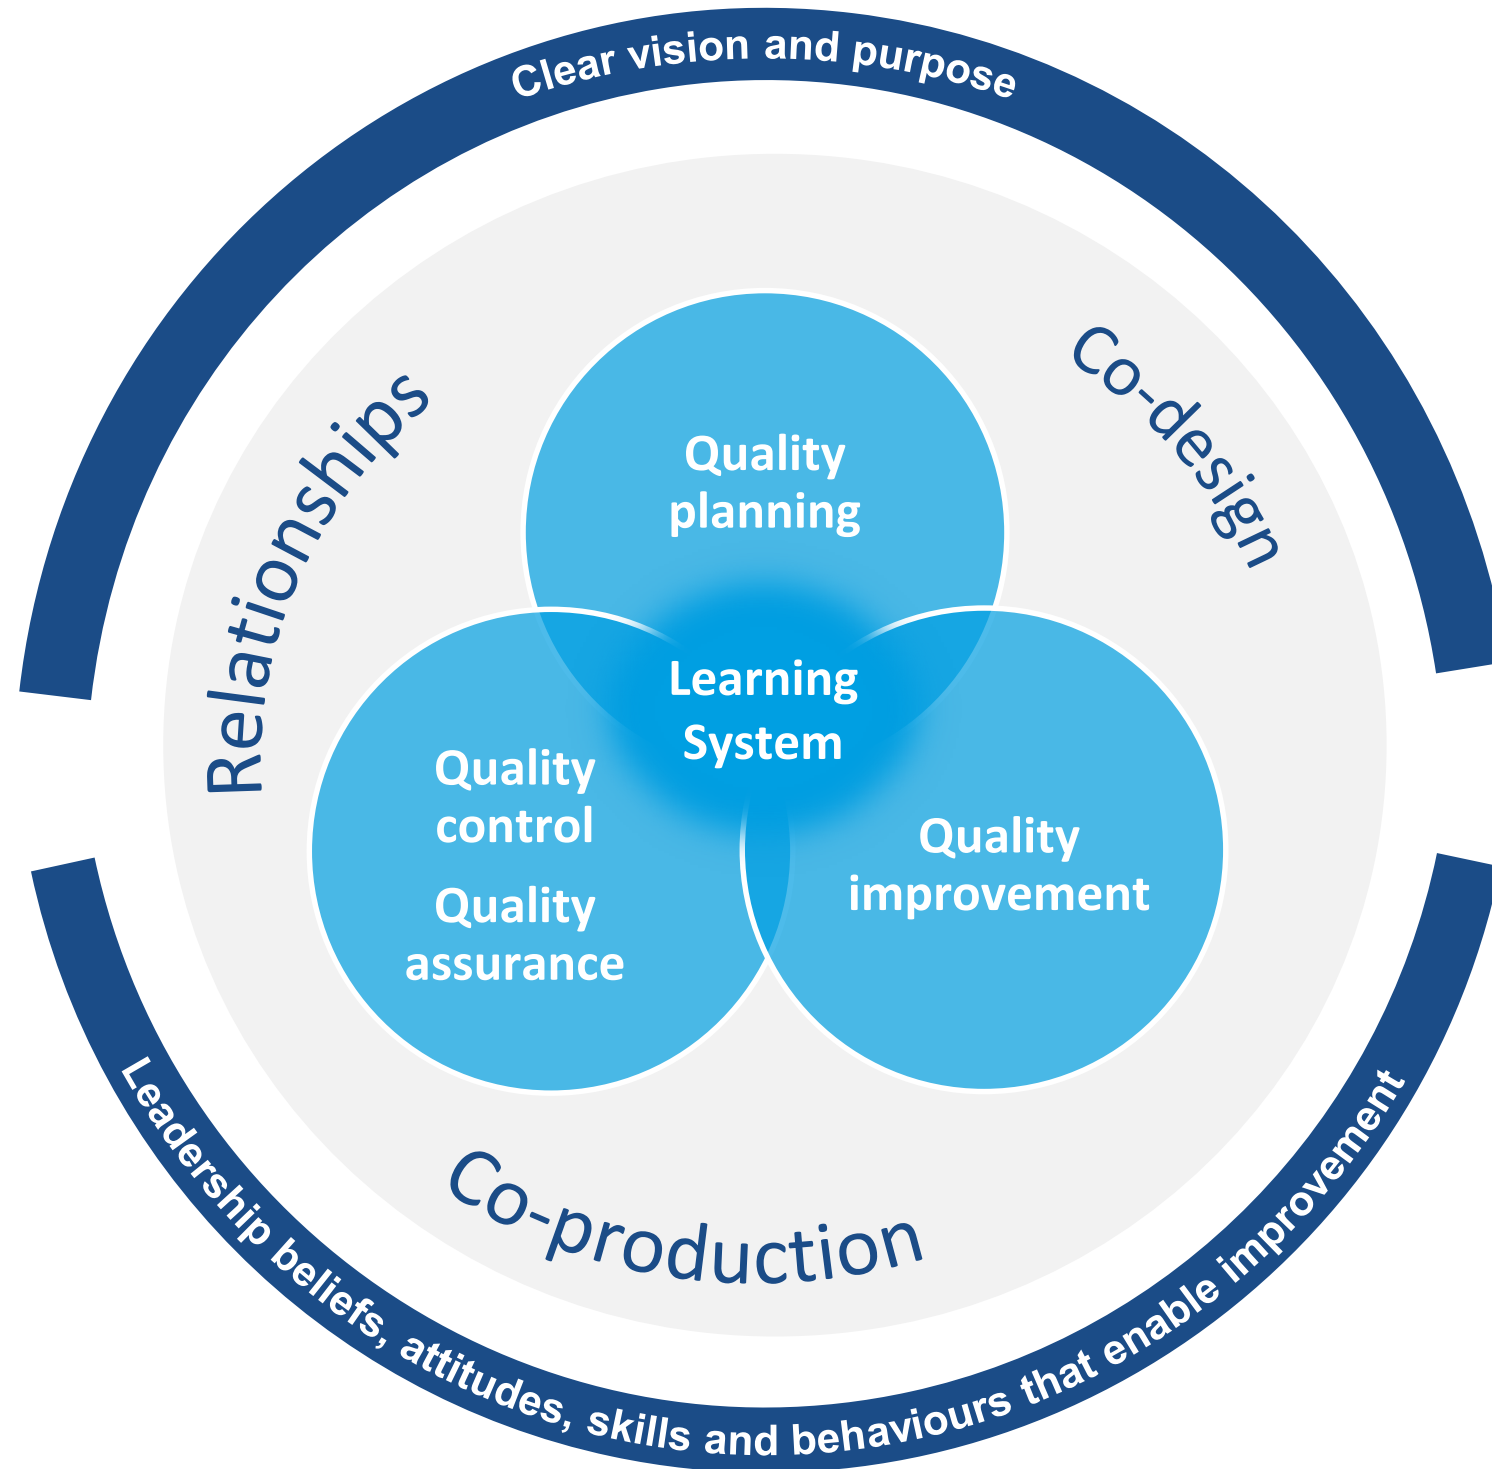 Clear vision and purpose
Relationships
Co-design
Quality
planning
Learning
System
Quality
control
Quality
assurance
Quality
improvement
Co-production
Leadership beliefs, attitudes, skills and behaviours that enable improvement